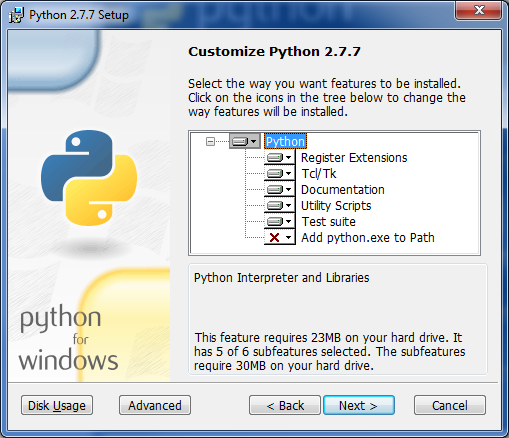 Python 2.7.7 Setup
Customize Python 2.7.7
Select the way you want features to be installed.
Click on the icons in the tree below to change the
way features will be installed.
Python
Register Extensions
Tcl/Tk
Documentation
Utility Scripts
Test suite
Add python.exe to Path
Python Interpreter and Libraries
This feature requires 23MB on your hard drive. It
has 5 of 6 subfeatures selected. The subfeatures
require 30MB on your hard drive.
python
for
windows
Disk Usage
Advanced
< Back
Next >
Cancel